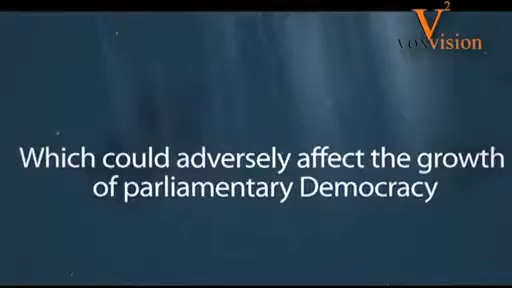 V2
VOXVision
Which could adversely affect the growth
of parliamentary Democracy